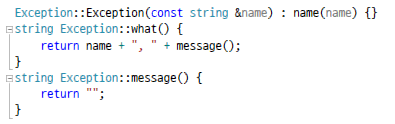 Exception::Exception(const string &name) : name(name) {}
string Exception::what() {
    return name + ", " + message();
}
string Exception::message() {
    return "";
}